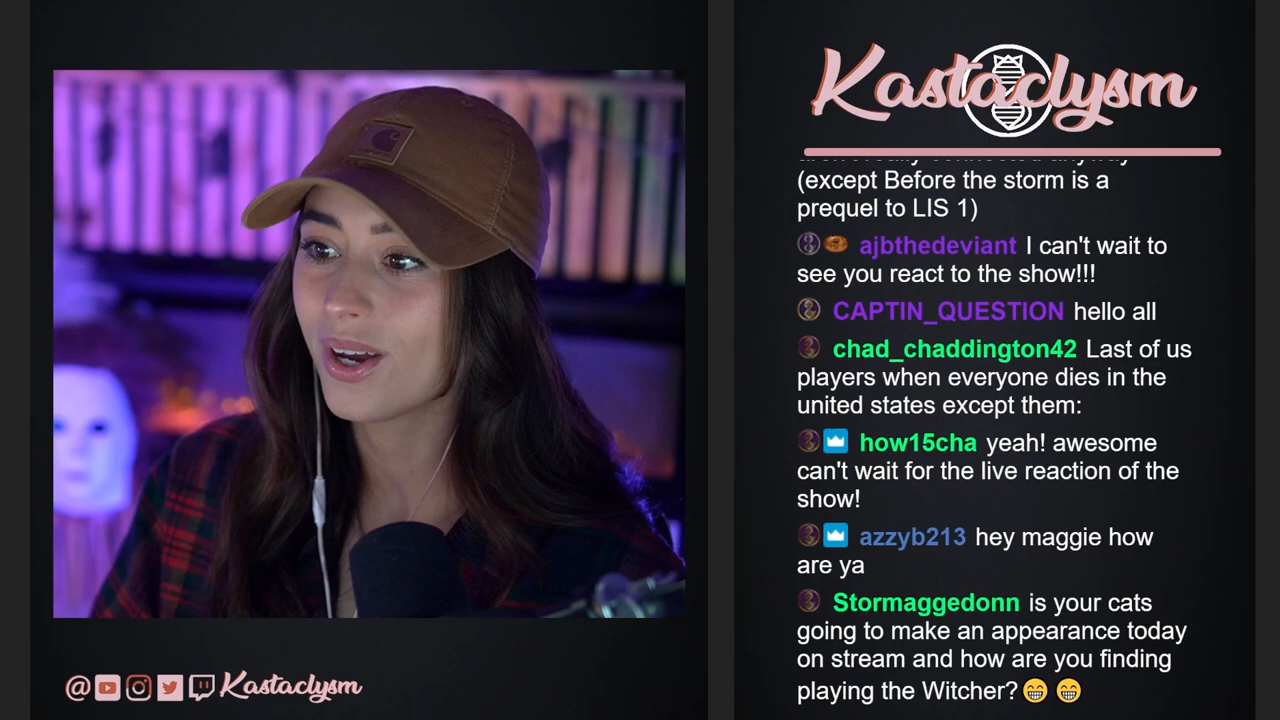 Kastaclysm
(except Before the storm is a
prequel to LIS 1)
ajbthedeviant I can't wait to
see you react to the show!!!
CAPTIN_QUESTION hello all
chad_chaddington42 Last of us
players when everyone dies in the
united states except them:
how15cha yeah! awesome
can't wait for the live reaction of the
show!
azzyb213 hey maggie how
are ya
Stormaggedonn is your cats
going to make an appearance today
on stream and how are you finding
playing the Witcher?😁😁
@ Kastaclysm